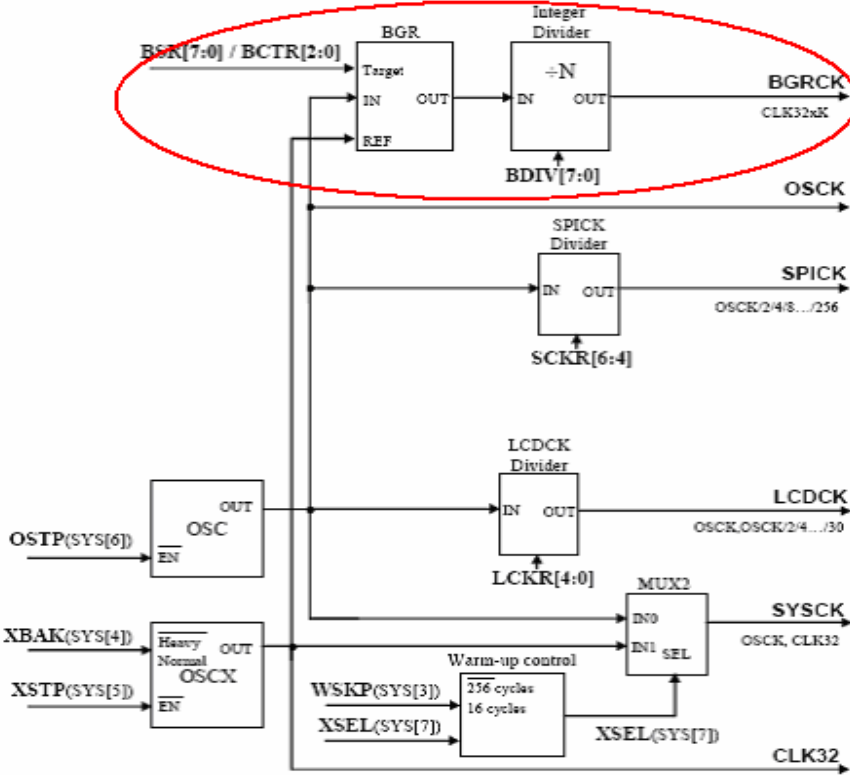 Integer
BGR Divider
BSR[7:0] / BCTR[2:0]
Target
÷N
BGRCK
IN OUT IN OUT
CLK32xK
REF
BDIV[7:0]
OSCK
SPICK
Divider
SPICK
IN OUT
OSCK/2/4/8.../256
SCKR[6:4]
LCDCK
Divider
LCDCK
OUT
OSC
IN OUT
OSCK,OSCK/2/4.../30
OSTP(SYS[6])
EN
LCKR[4:0]
MUX2
SYSCK
XBAK(SYS[4])
Heavy
Normal
OUT
IN0
OSCK, CLK32
OSCX
IN1
SEL
Warm-up control
XSTP(SYS[5])
EN
WSKP(SYS[3])
256 cycles
16 cycles
XSEL(SYS[7])
XSEL(SYS[7])
CLK32